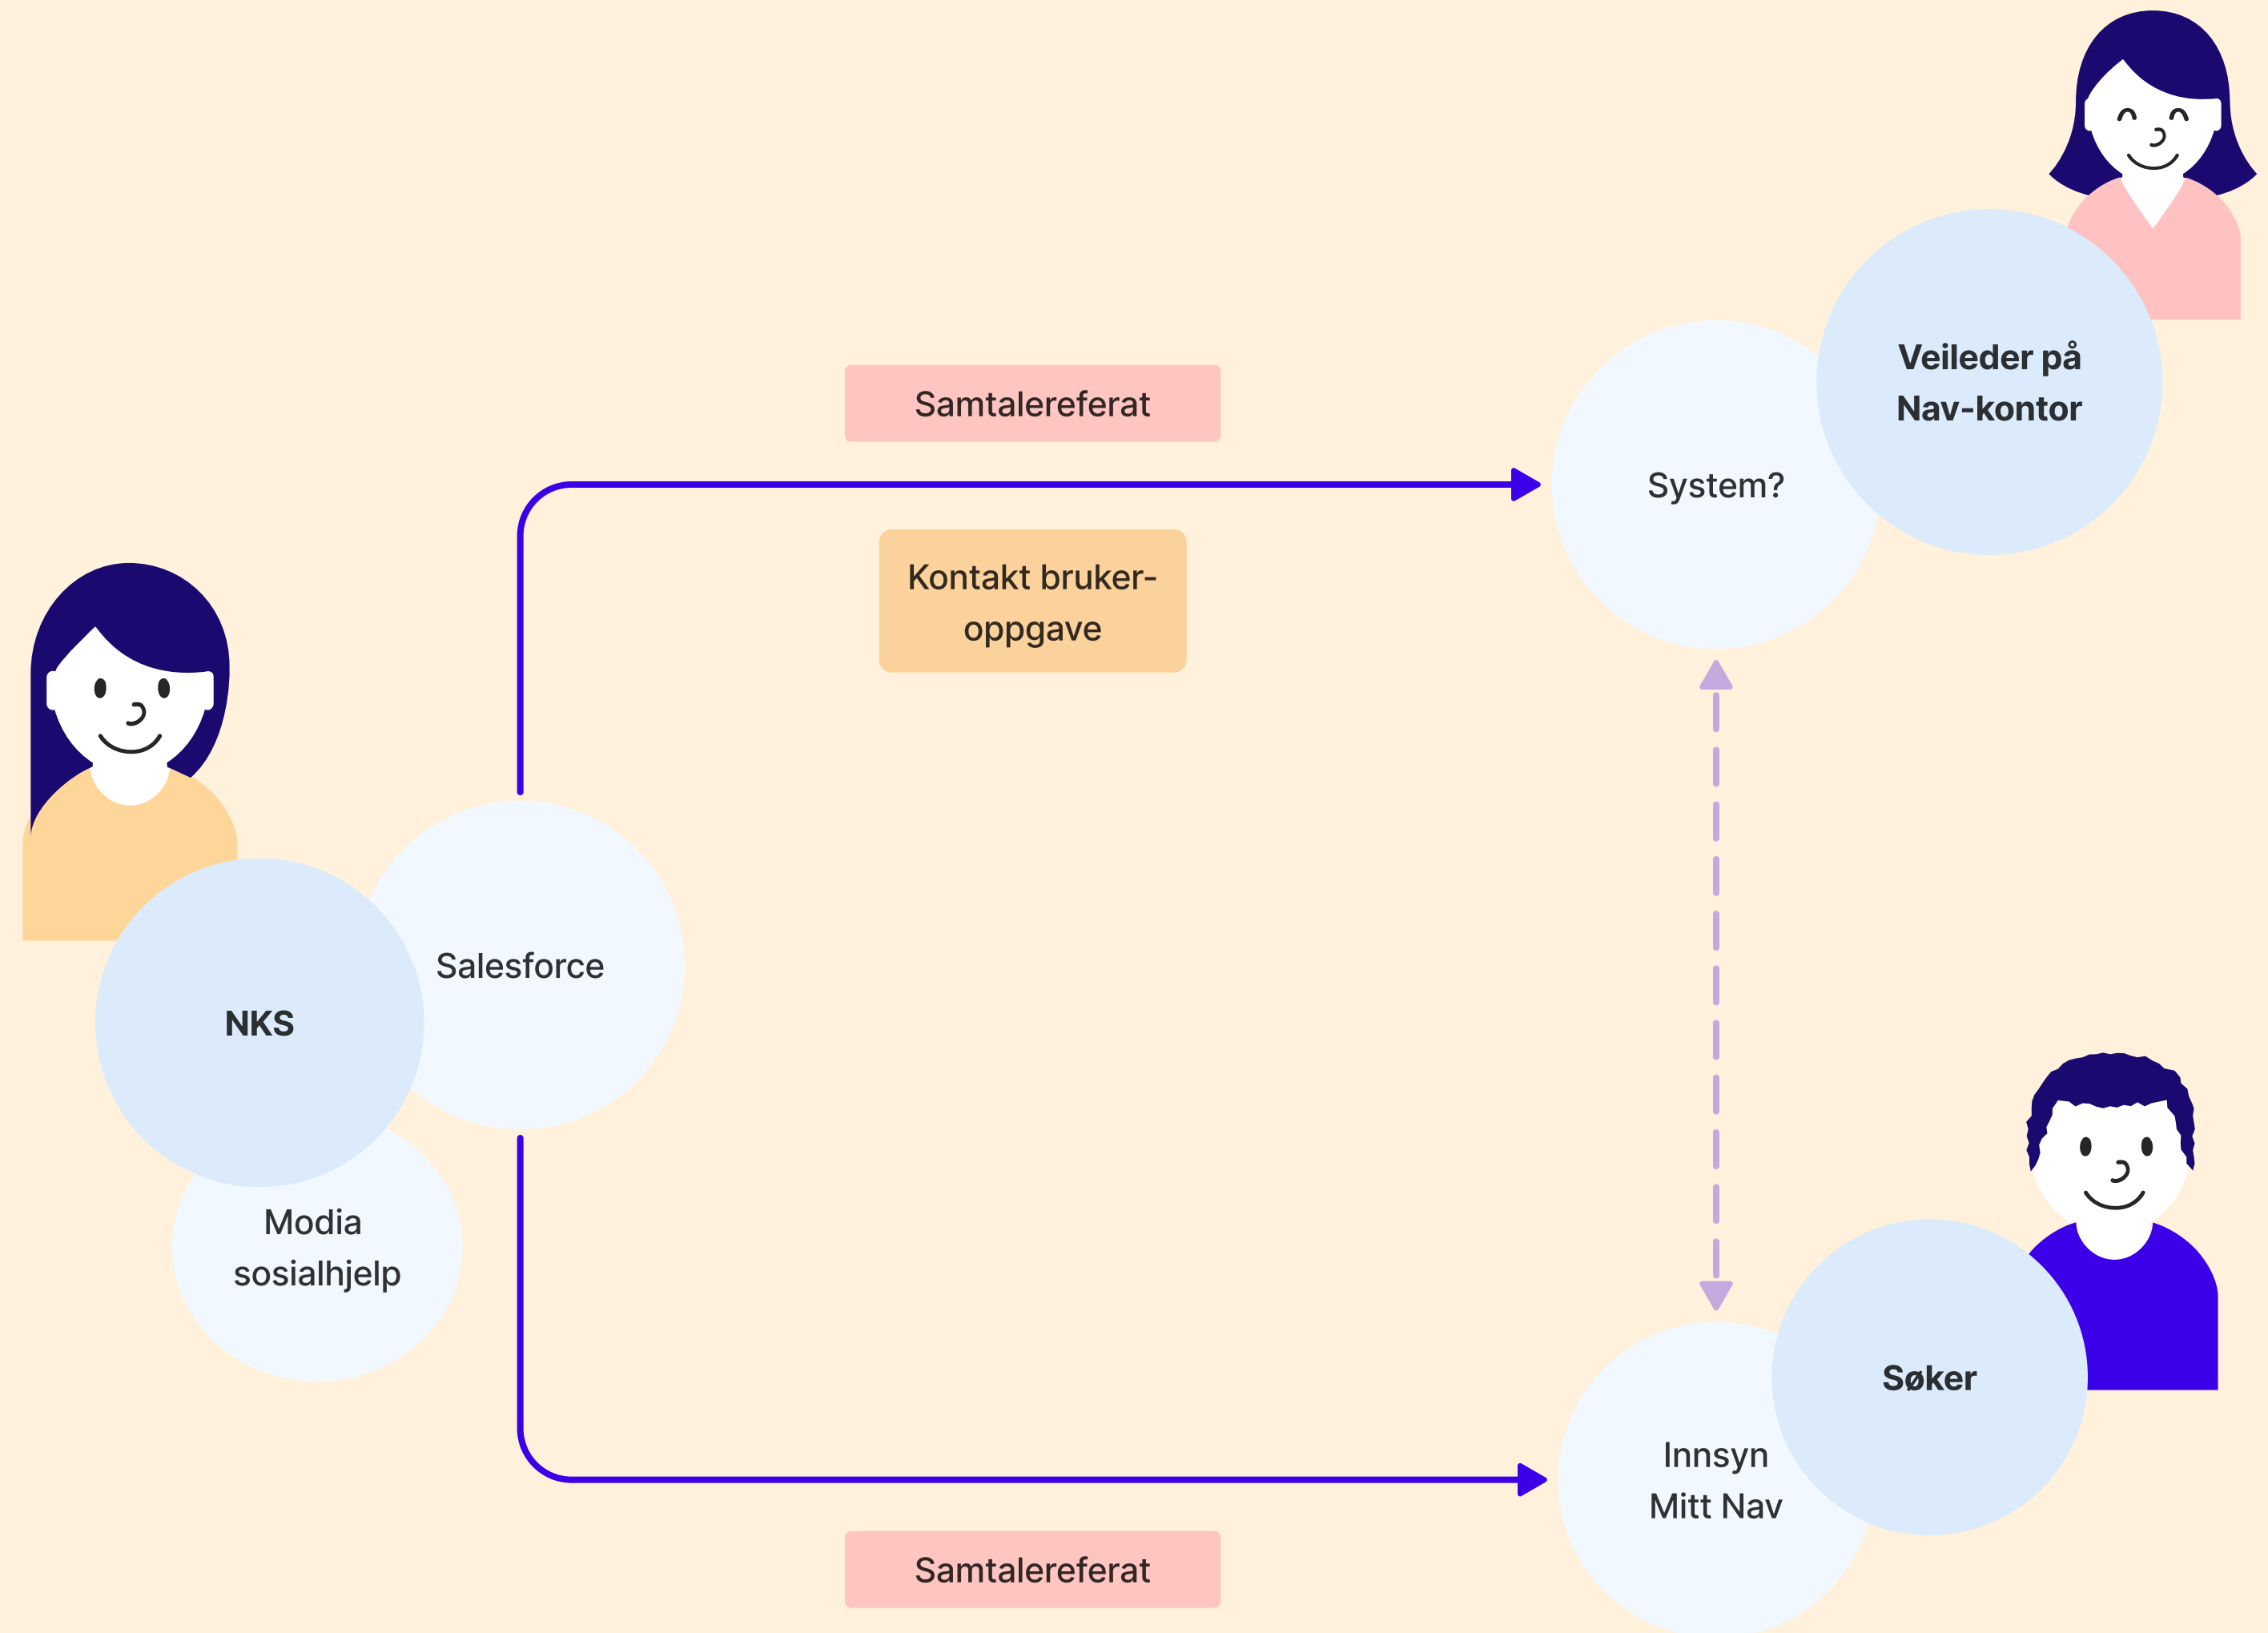 Veileder på
Nav-kontor
Samtalereferat
System?
Kontakt bruker-
oppgave
Salesforce
NKS
Modia
sosialhjelp
Søker
Innsyn
Mitt Nav
Samtalereferat